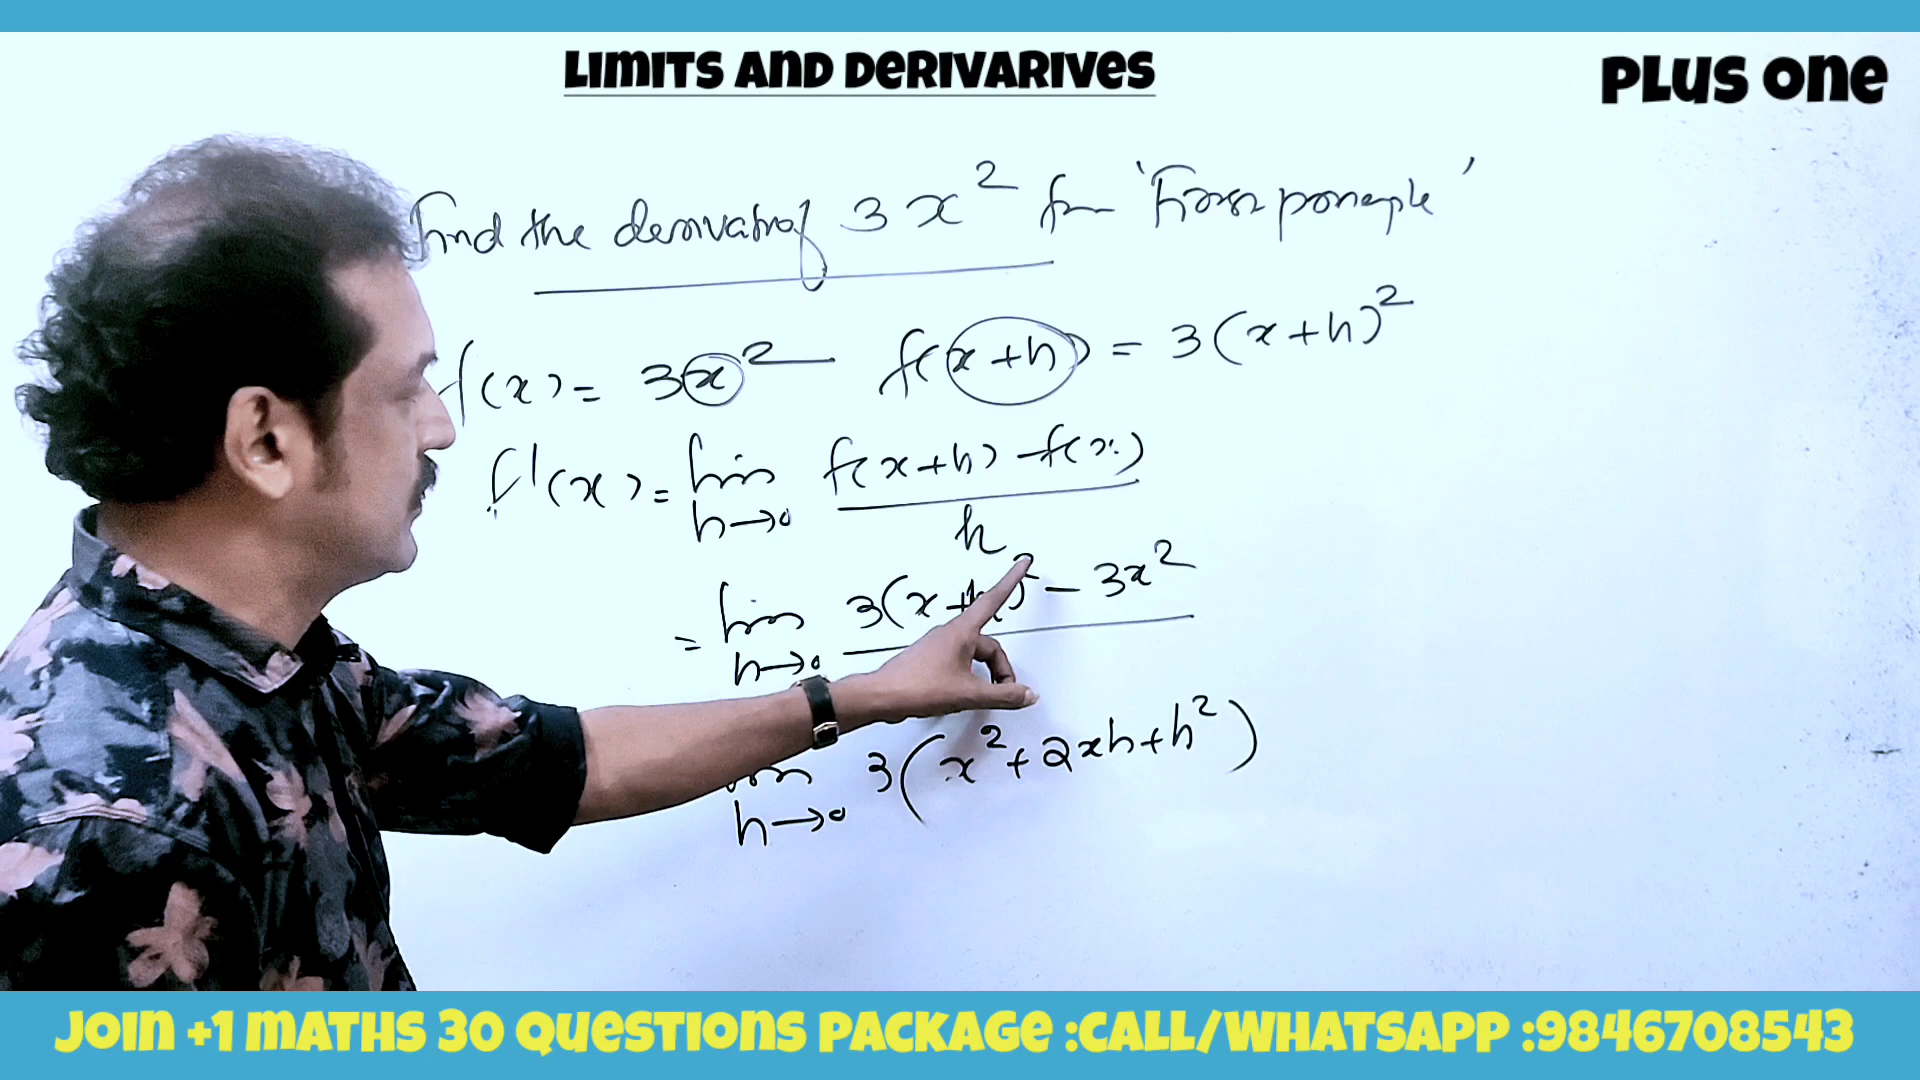 LIMITS AND DERIVARIVES
PLUS ONE
Find the derivative of 3x² from 'First principle'
f(x) = 3x² f(x+h) = 3(x+h)²
f'(x) = lim h→0 f(x+h) - f(x) / h
= lim h→0 3(x+h)² - 3x²
lim h→0 3(x² + 2xh + h²)
JOIN +1 MATHS 30 QUESTIONS PACKAGE :CALL/WHATSAPP :9846708543